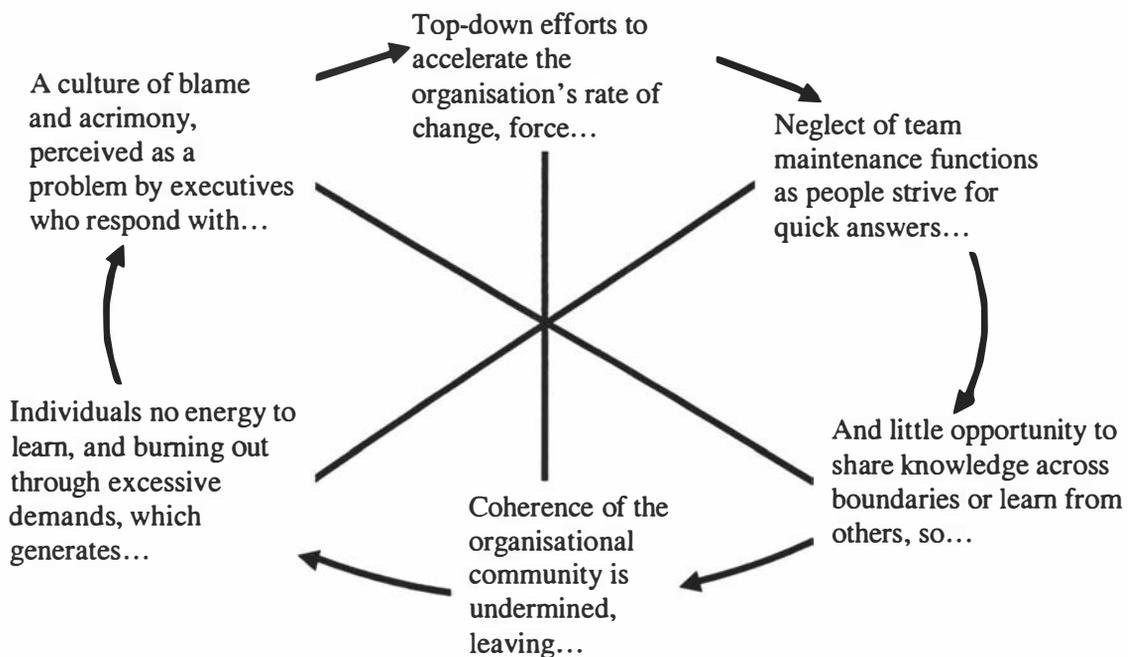 Top-down efforts to
accelerate the
organisation’s rate of
change, force…
Neglect of team
maintenance functions
as people strive for
quick answers…
And little opportunity to
share knowledge across
boundaries or learn from
others, so…
Coherence of the
organisational
community is
undermined,
leaving…
Individuals no energy to
learn, and burning out
through excessive
demands, which
generates…
A culture of blame
and acrimony,
perceived as a
problem by executives
who respond with…